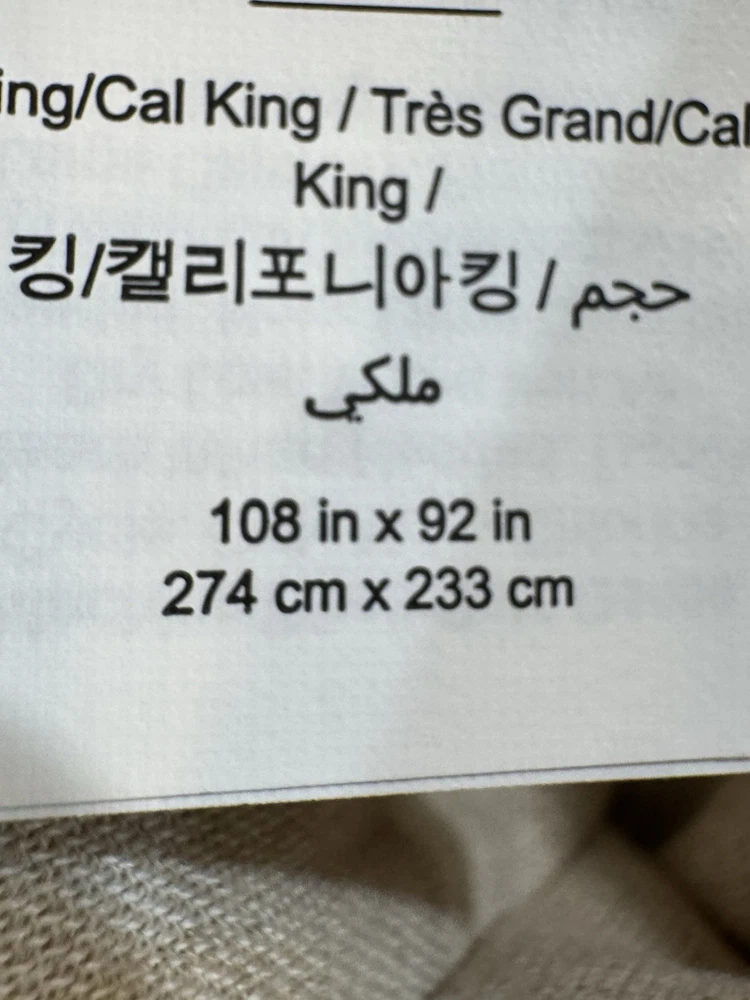 ing/Cal King / Très Grand/Cal
King /
킹/캘리포니아킹 / حجم
ملكي
108 in x 92 in
274 cm x 233 cm